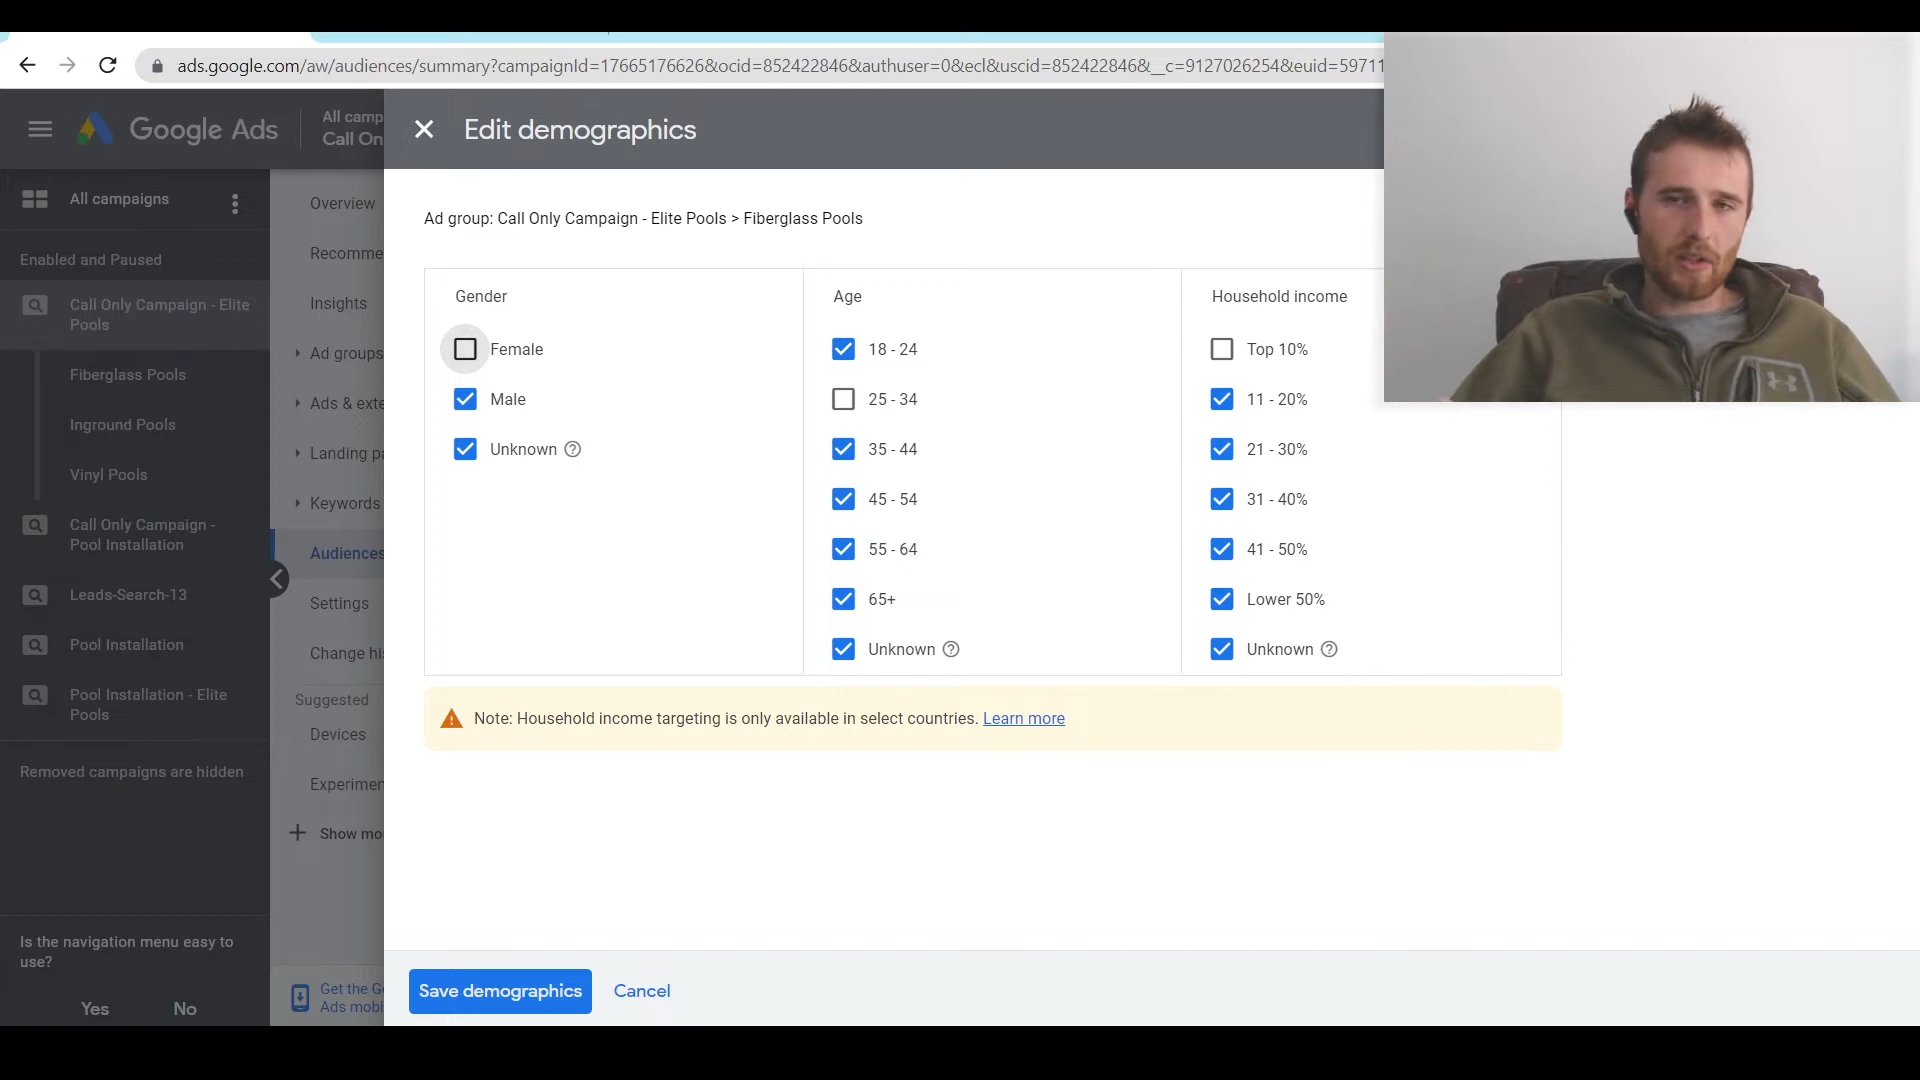 ads.google.com/aw/audiences/summary?campaignId=17665176626&ocid=852422846&authuser=0&ecl&uscid=852422846&__c=9127026254&euid=59711
Google Ads
All camp
Call On
Edit demographics
All campaigns
Enabled and Paused
Call Only Campaign - Elite
Pools
Fiberglass Pools
Inground Pools
Vinyl Pools
Call Only Campaign -
Pool Installation
Leads-Search-13
Pool Installation
Pool Installation - Elite
Pools
Removed campaigns are hidden
Is the navigation menu easy to
use?
Yes
No
Overview
Recomme
Insights
Ad groups
Ads & exte
Landing pa
Keywords
Audiences
Settings
Change his
Suggested
Devices
Experimen
Show mo
Get the Go
Ads mobi
Ad group: Call Only Campaign - Elite Pools > Fiberglass Pools
Gender
Female
Male
Unknown
Age
18 - 24
25 - 34
35 - 44
45 - 54
55 - 64
65+
Unknown
Household income
Top 10%
11 - 20%
21 - 30%
31 - 40%
41 - 50%
Lower 50%
Unknown
Note: Household income targeting is only available in select countries. Learn more
Save demographics
Cancel